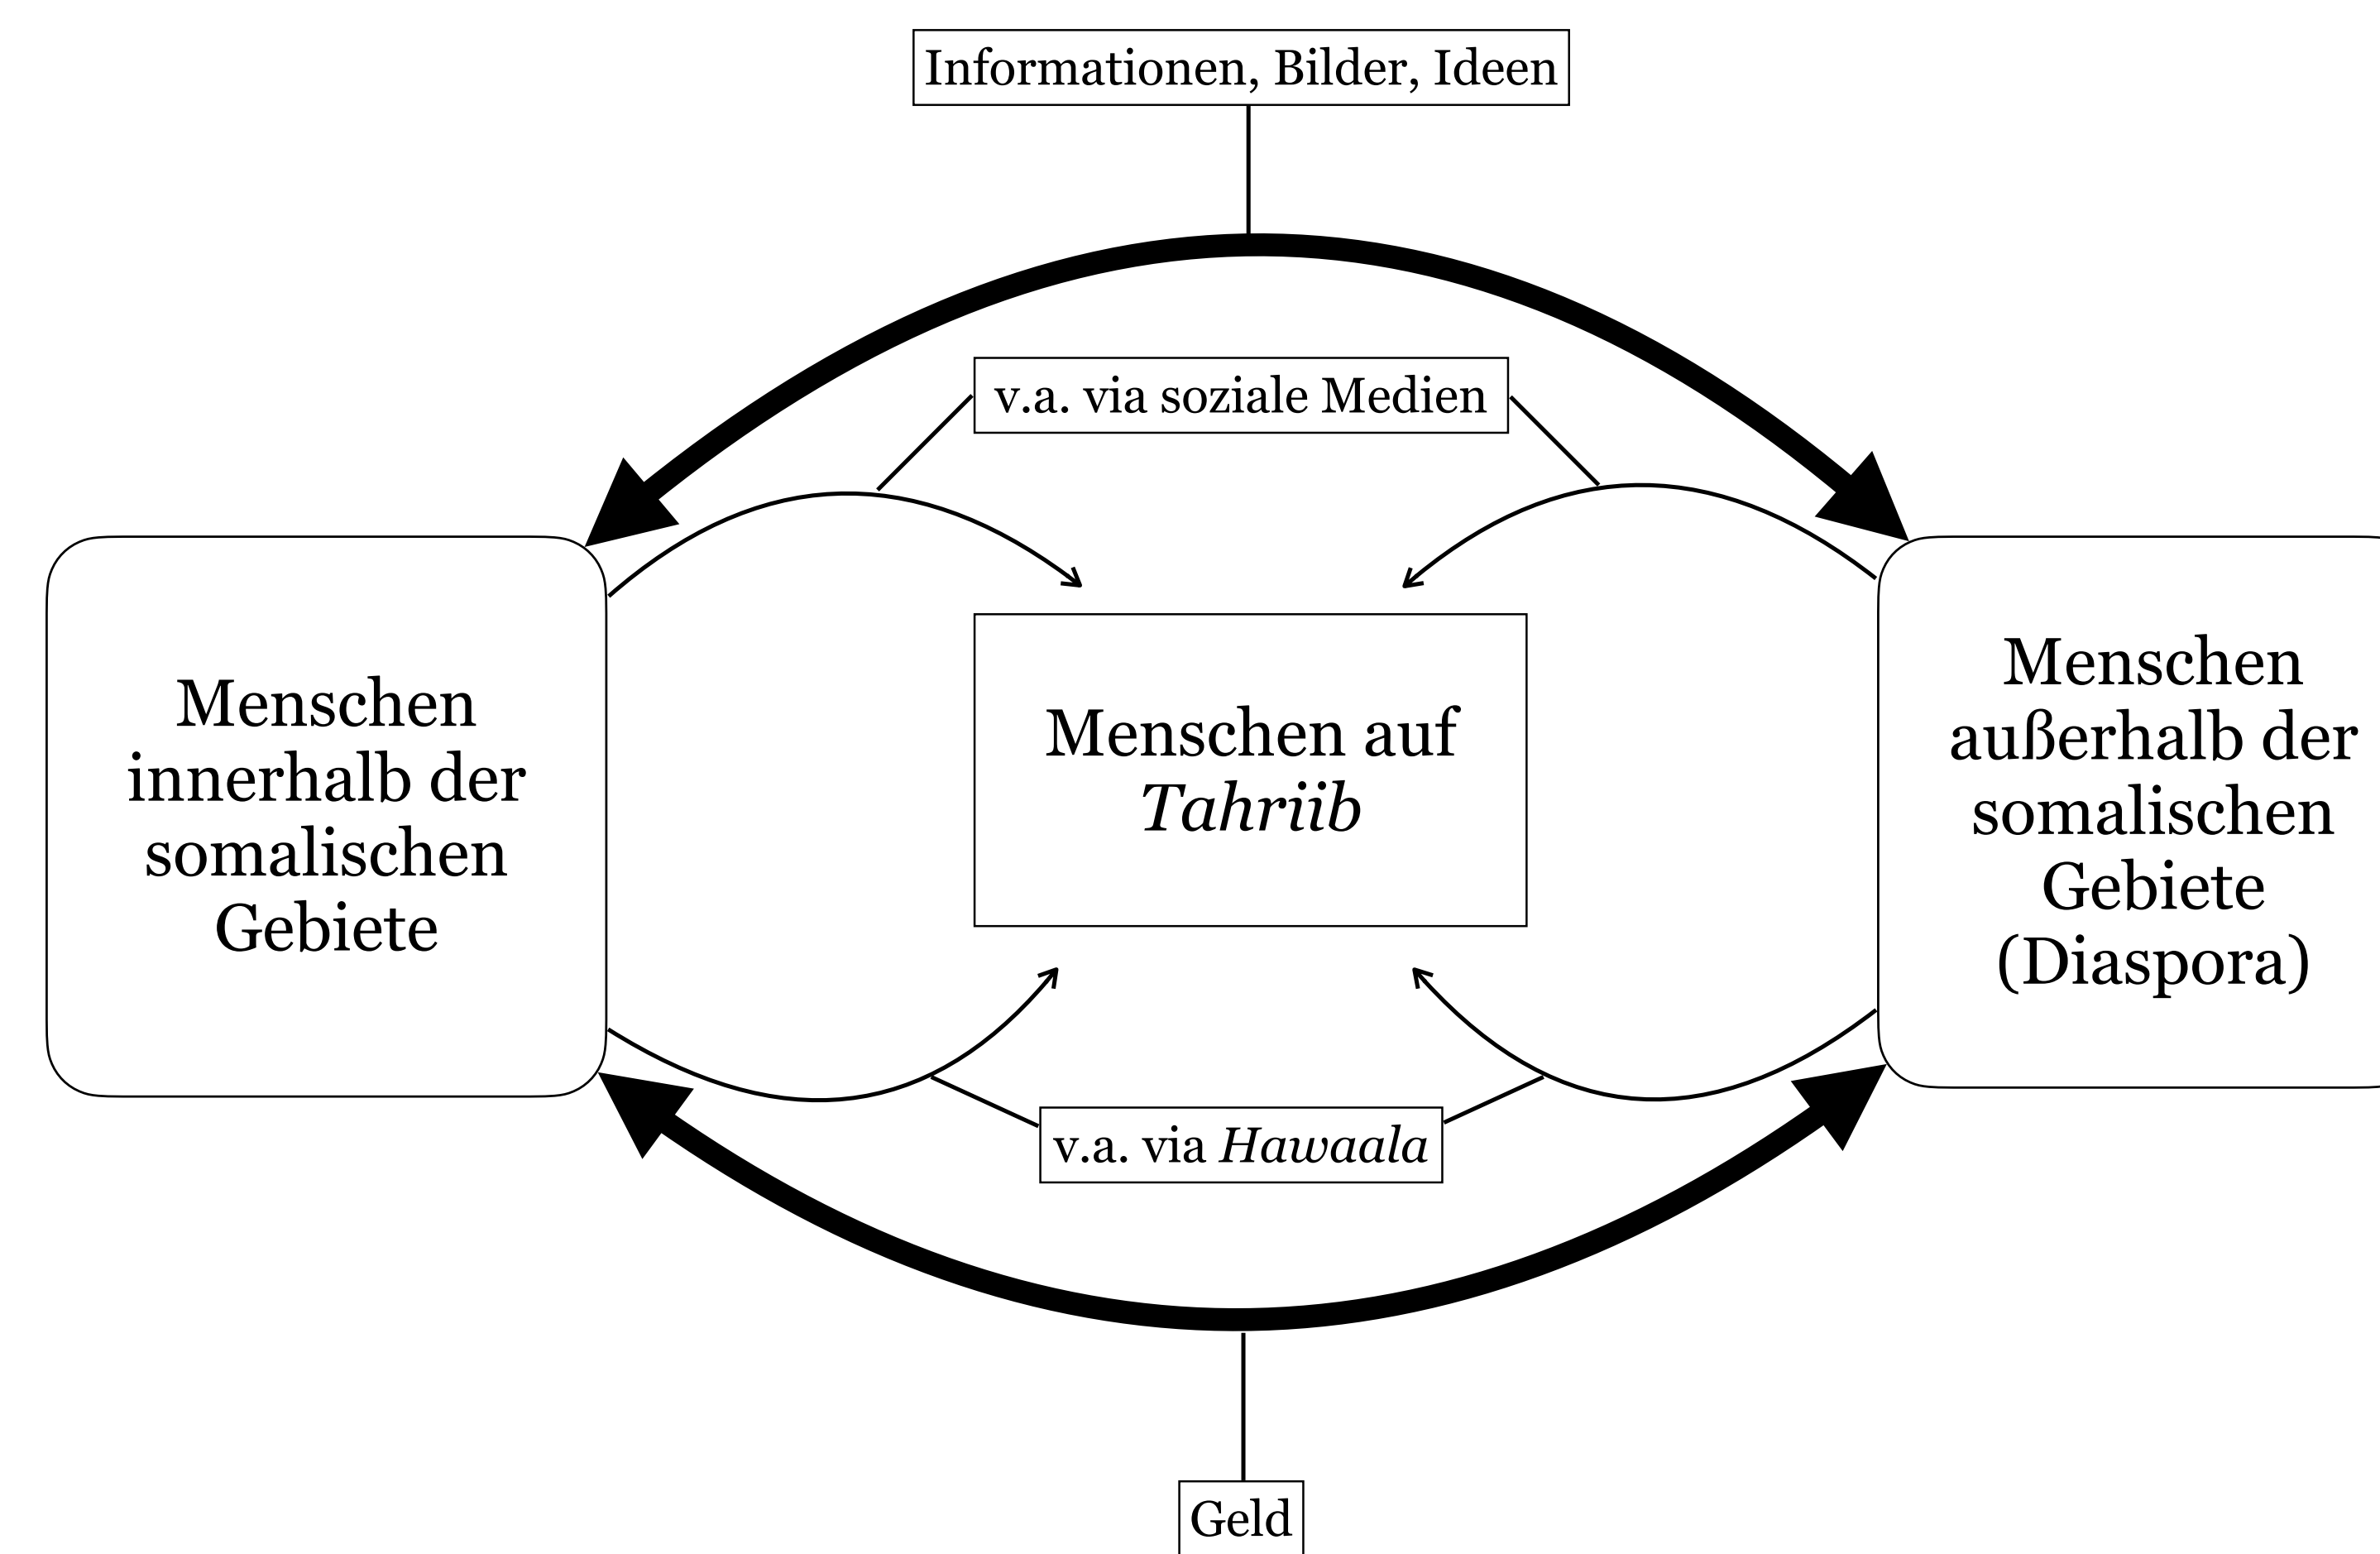 Informationen, Bilder, Ideen
v.a. via soziale Medien
Menschen
innerhalb der
somalischen
Gebiete
Menschen auf
Tahrïib
Menschen
außerhalb der
somalischen
Gebiete
(Diaspora)
v.a. via Hawaala
Geld